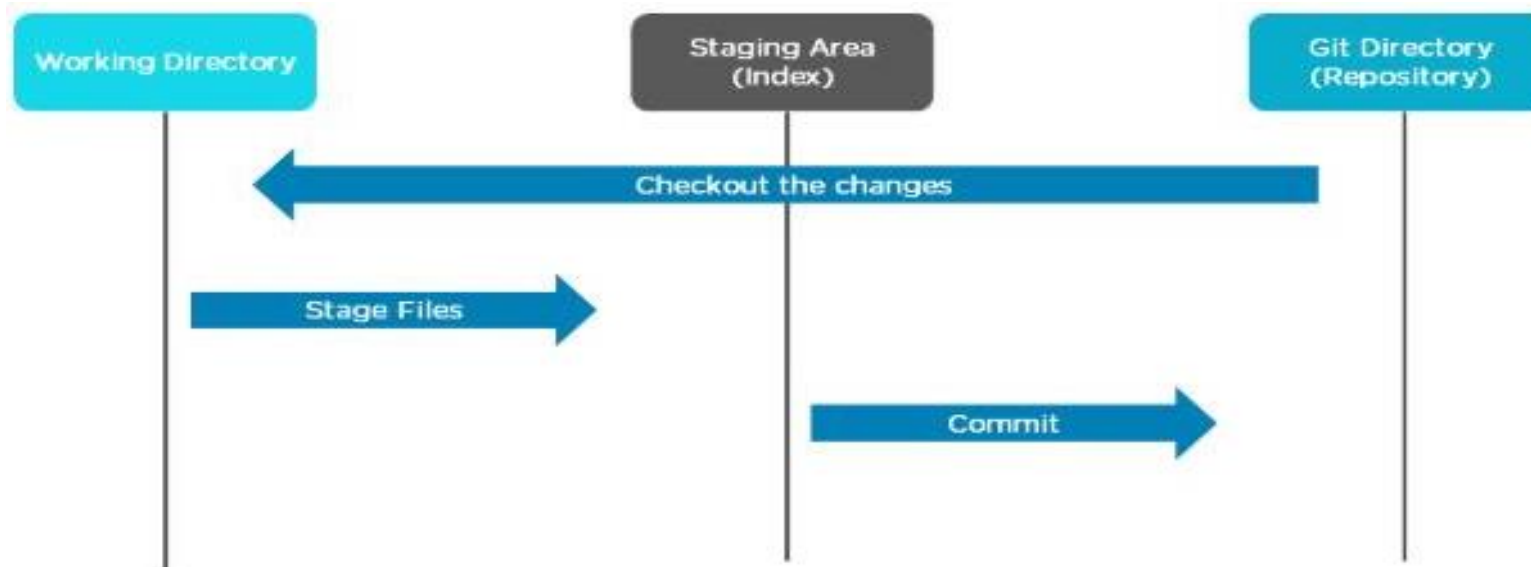 Working Directory
Staging Area
(Index)
Git Directory
(Repository)
Checkout the changes
Stage Files
Commit